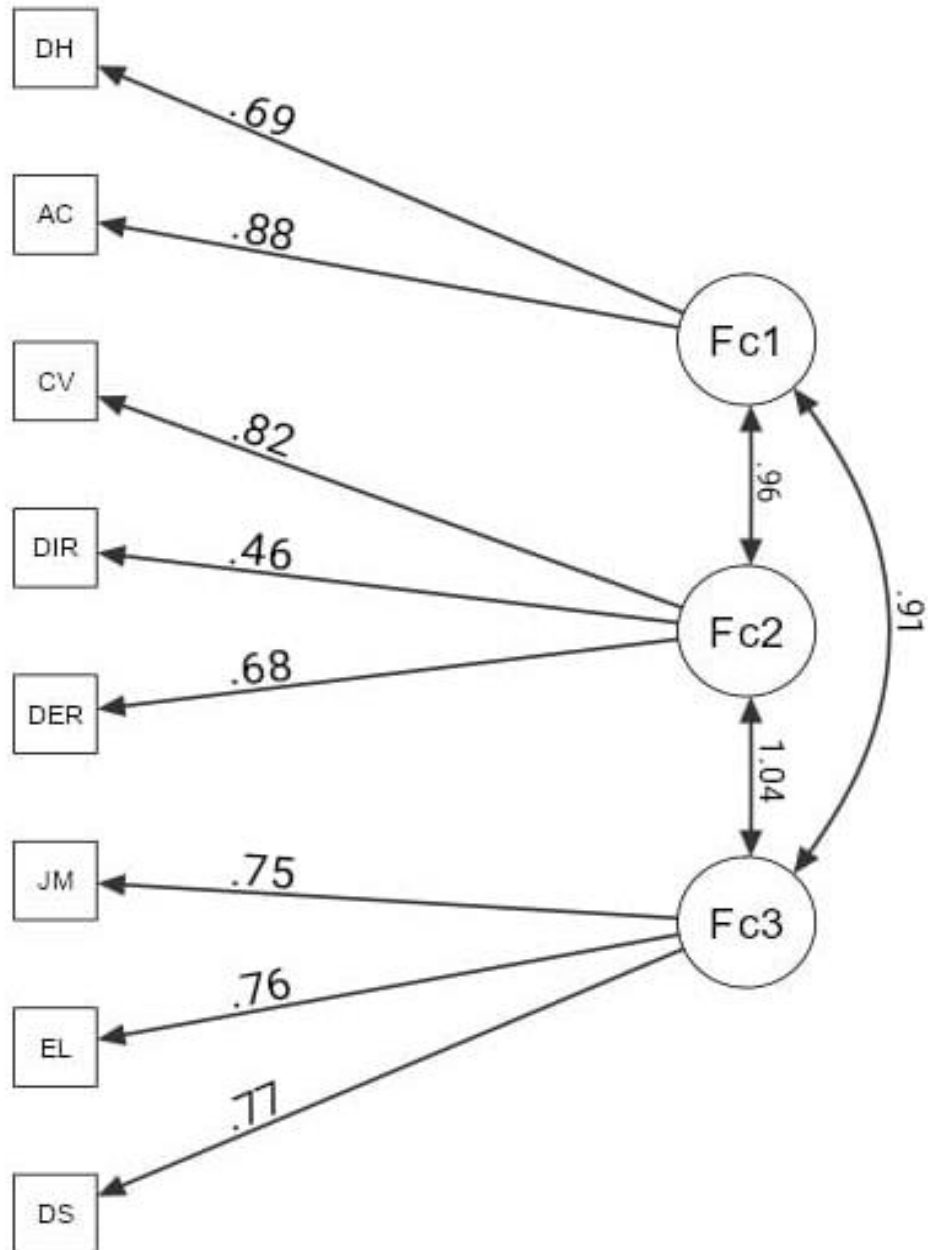 DH
.69
AC
.88
Fc1
CV
.82
.96
DIR
.46
.91
Fc2
DER
.68
1.04
JM
.75
Fc3
.76
EL
.77
DS